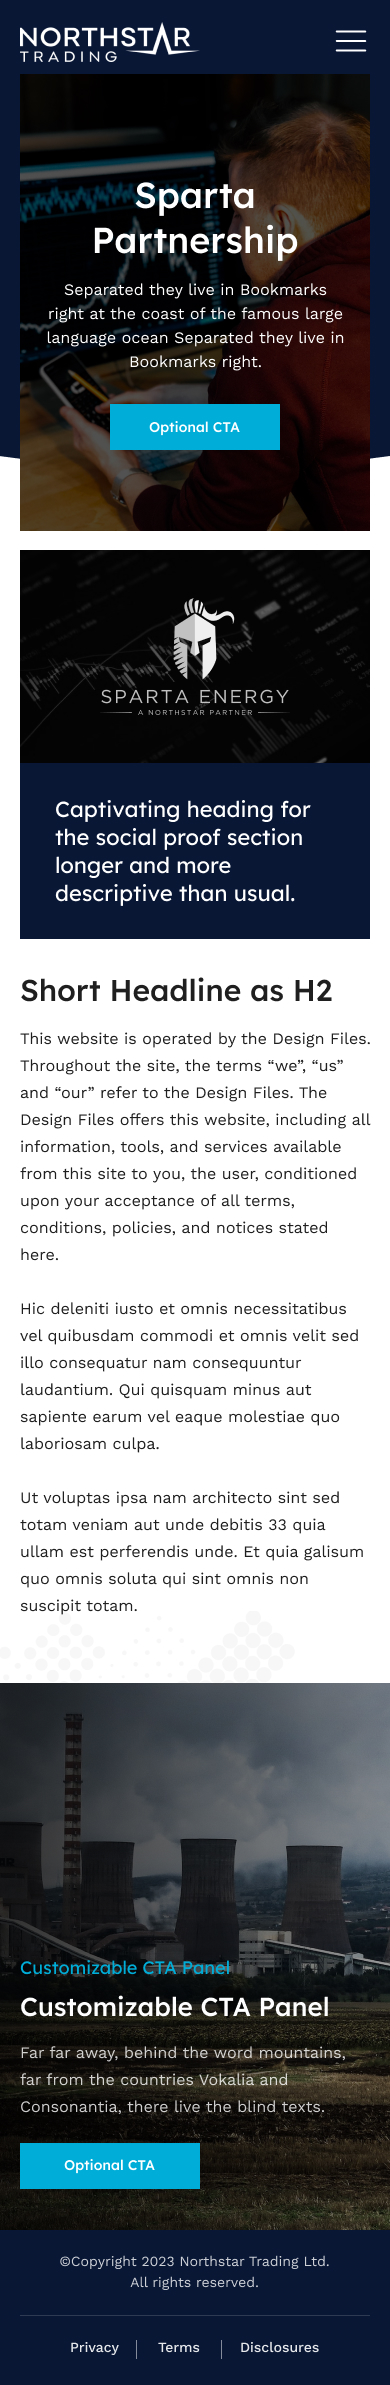 NORTHSTAR
TRADING
Sparta
Partnership
Separated they live in Bookmarks
right at the coast of the famous large
language ocean Separated they live in
Bookmarks right.
Optional CTA
SPARTA ENERGY
A NORTHSTAR PARTNER
Captivating heading for
the social proof section
longer and more
descriptive than usual.
Short Headline as H2
This website is operated by the Design Files.
Throughout the site, the terms “we”, “us”
and “our” refer to the Design Files. The
Design Files offers this website, including all
information, tools, and services available
from this site to you, the user, conditioned
upon your acceptance of all terms,
conditions, policies, and notices stated
here.
Hic deleniti iusto et omnis necessitatibus
vel quibusdam commodi et omnis velit sed
illo consequatur nam consequuntur
laudantium. Qui quisquam minus aut
sapiente earum vel eaque molestiae quo
laboriosam culpa.
Ut voluptas ipsa nam architecto sint sed
totam veniam aut unde debitis 33 quia
ullam est perferendis unde. Et quia galisum
quo omnis soluta qui sint omnis non
suscipit totam.
Customizable CTA Panel
Customizable CTA Panel
Far far away, behind the word mountains,
far from the countries Vokalia and
Consonantia, there live the blind texts.
Optional CTA
©Copyright 2023 Northstar Trading Ltd.
All rights reserved.
Privacy | Terms | Disclosures